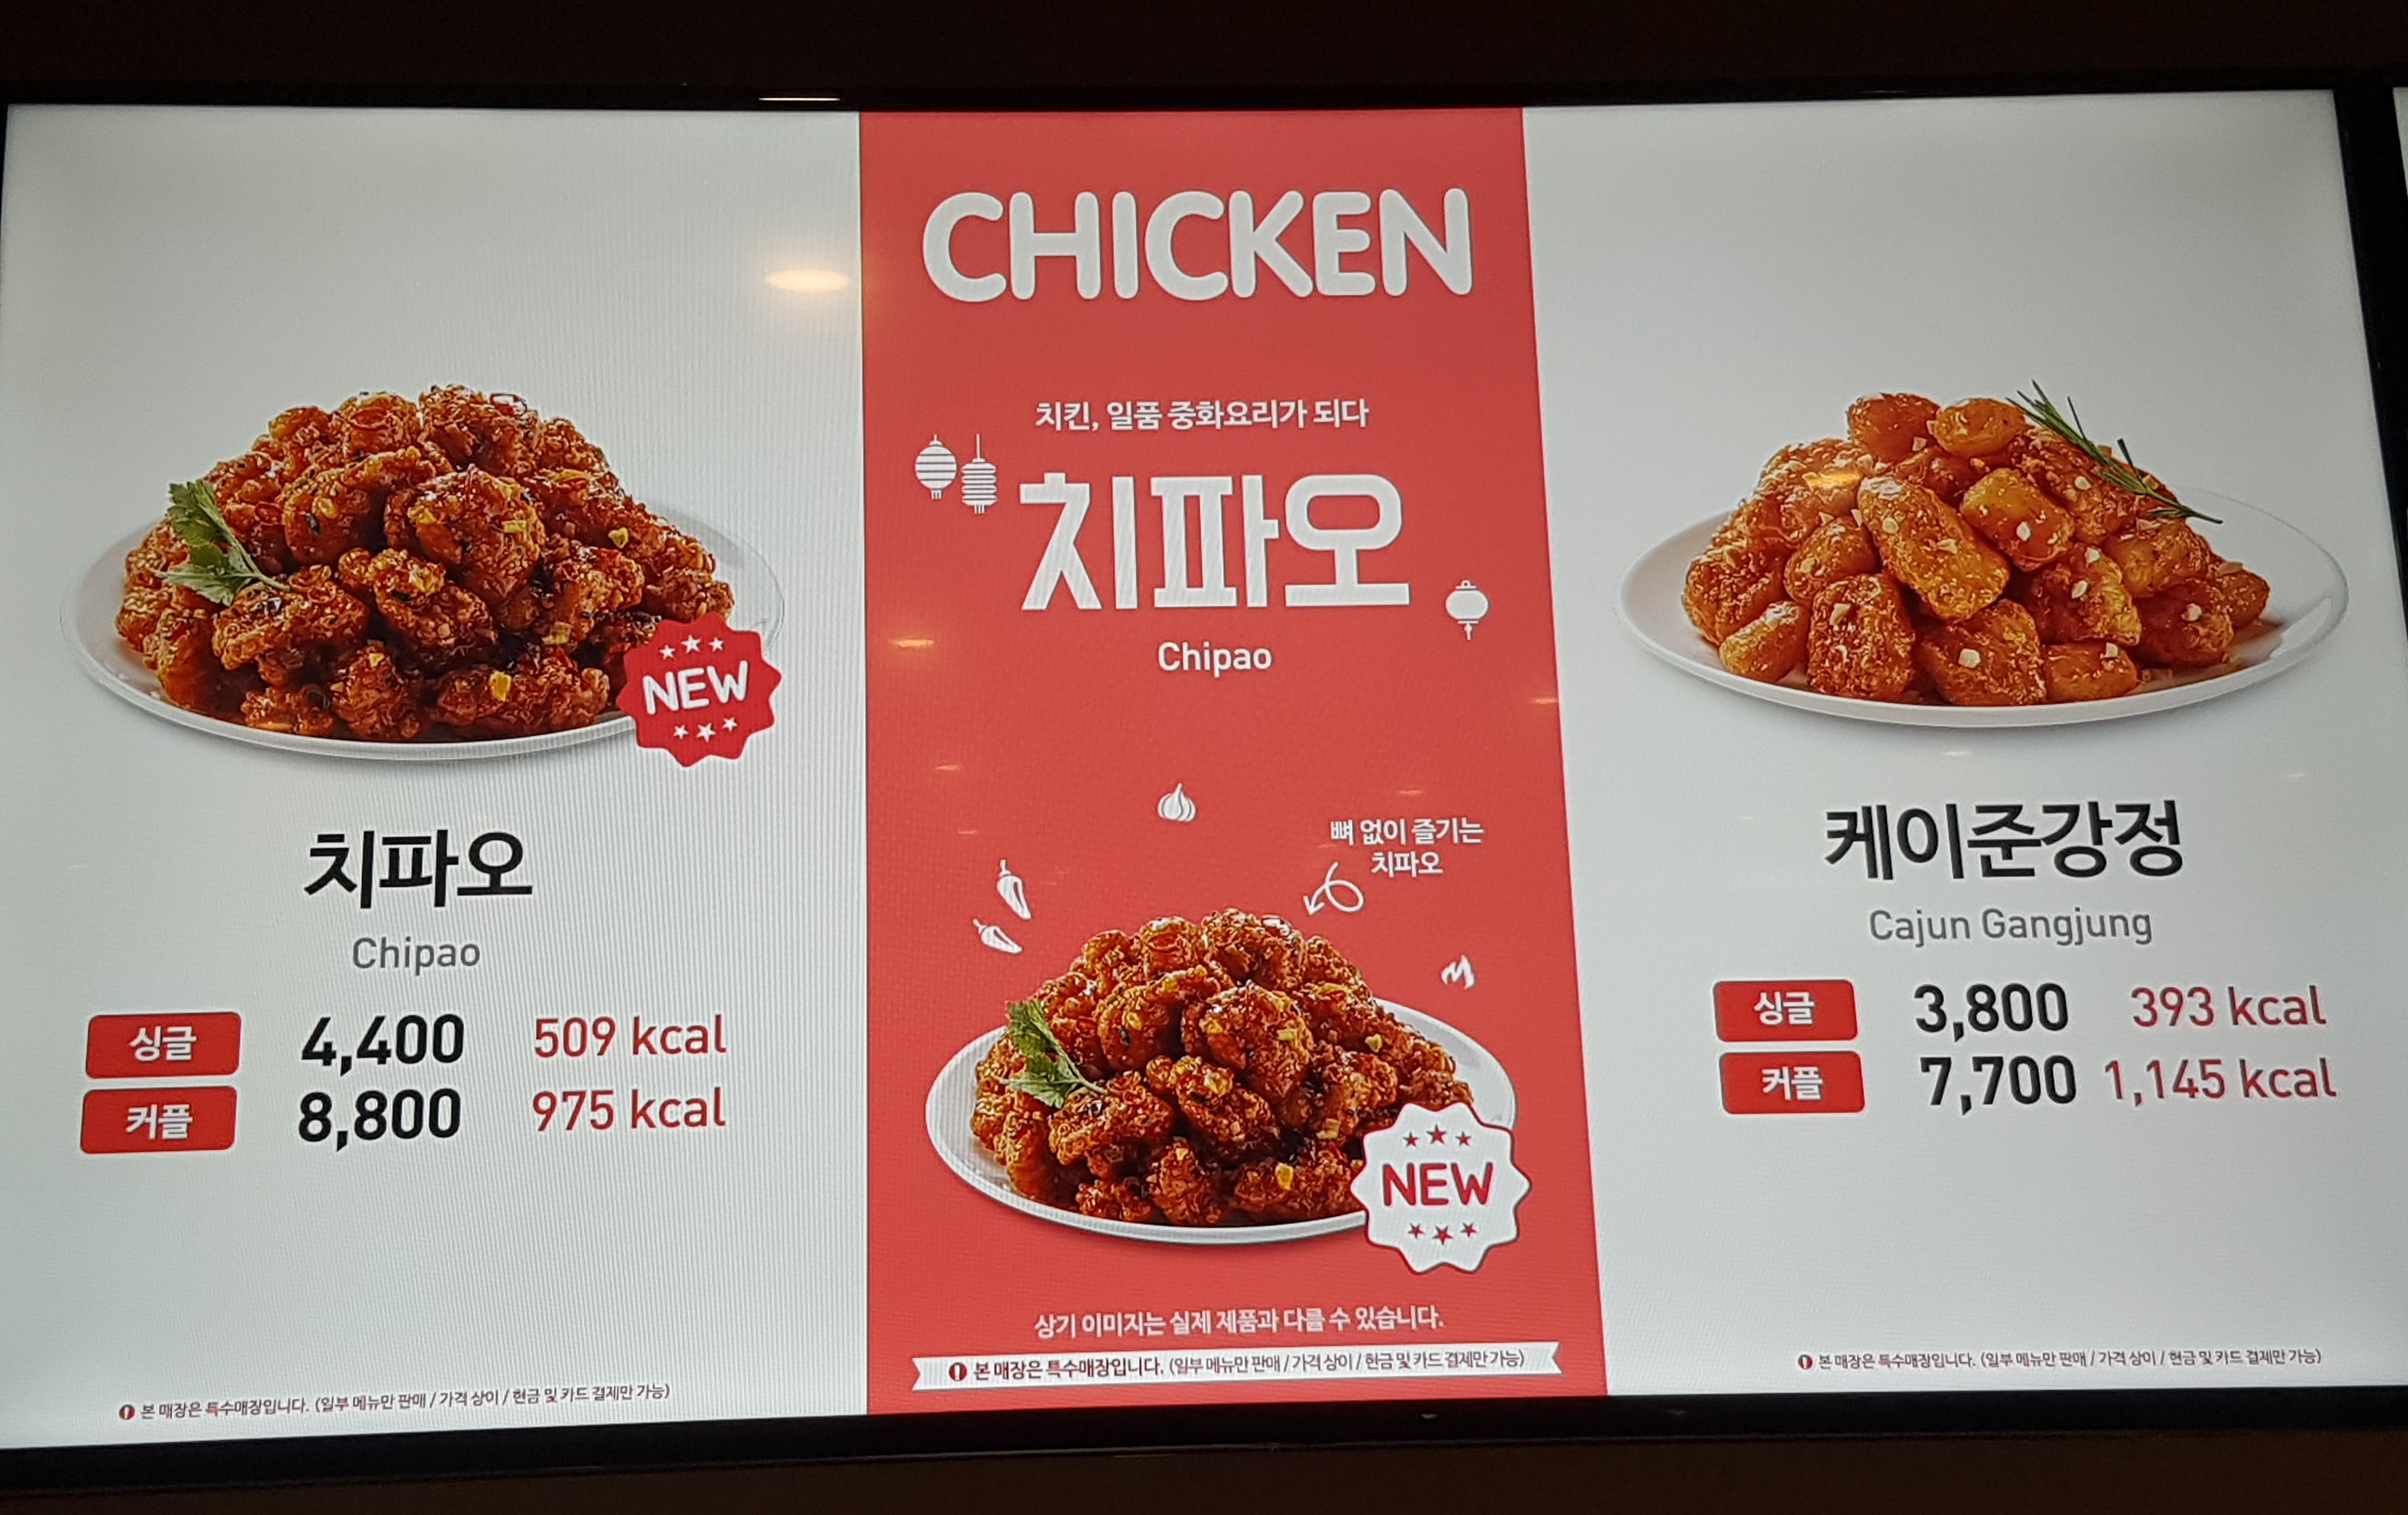 NEW
치파오
Chipao
싱글 4,400 509 kcal
커플 8,800 975 kcal
본 매장은 특수매장입니다. (일부 메뉴만 판매 / 가격 상이 / 현금 및 카드 결제만 가능)
CHICKEN
치킨, 일품 중화요리가 되다
치파오
Chipao
뼈 없이 즐기는
치파오
NEW
상기 이미지는 실제 제품과 다를 수 있습니다.
본 매장은 특수매장입니다. (일부 메뉴만 판매 / 가격 상이 / 현금 및 카드 결제만 가능)
케이준강정
Cajun Gangjung
싱글 3,800 393 kcal
커플 7,700 1,145 kcal
본 매장은 특수매장입니다. (일부 메뉴만 판매 / 가격 상이 / 현금 및 카드 결제만 가능)